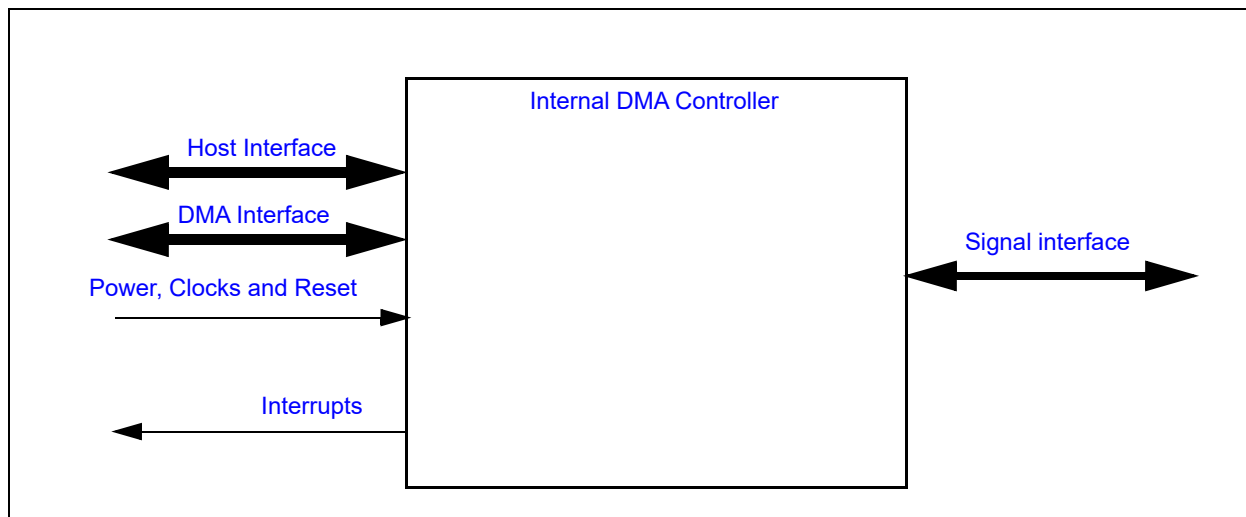 Internal DMA Controller
Host Interface
DMA Interface
Signal interface
Power, Clocks and Reset
Interrupts